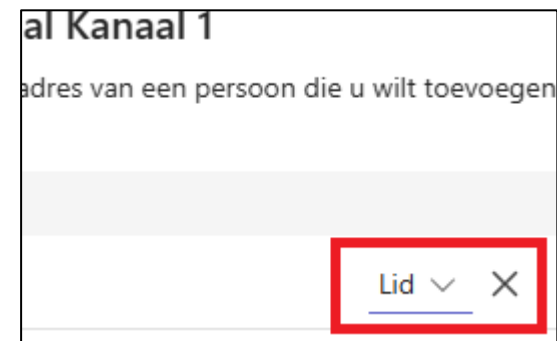 al Kanaal 1
adres van een persoon die u wilt toevoegen
Lid